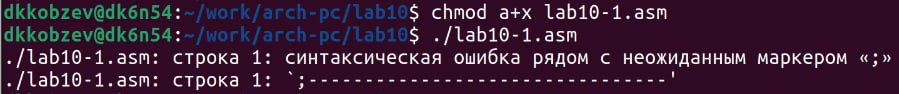 dkkobzev@dk6n54:~/work/arch-pc/lab10$ chmod a+x lab10-1.asm
dkkobzev@dk6n54:~/work/arch-pc/lab10$ ./lab10-1.asm
./lab10-1.asm: строка 1: синтаксическая ошибка рядом с неожиданным маркером «;»
./lab10-1.asm: строка 1: `;---------------------------------'